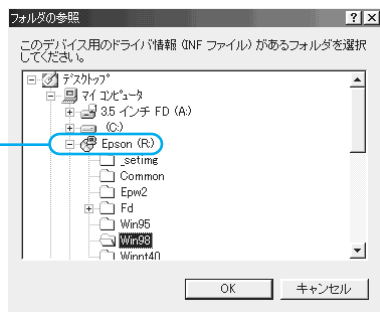 フォルダの参照
このデバイス用のドライバ情報 (INF ファイル) があるフォルダを選択
してください。
デスクトップ
マイ コンピュータ
3.5 インチ FD (A:)
(C:)
Epson (R:)
_setimg
Common
Epw2
Fd
Win95
Win98
Winnt40
OK キャンセル